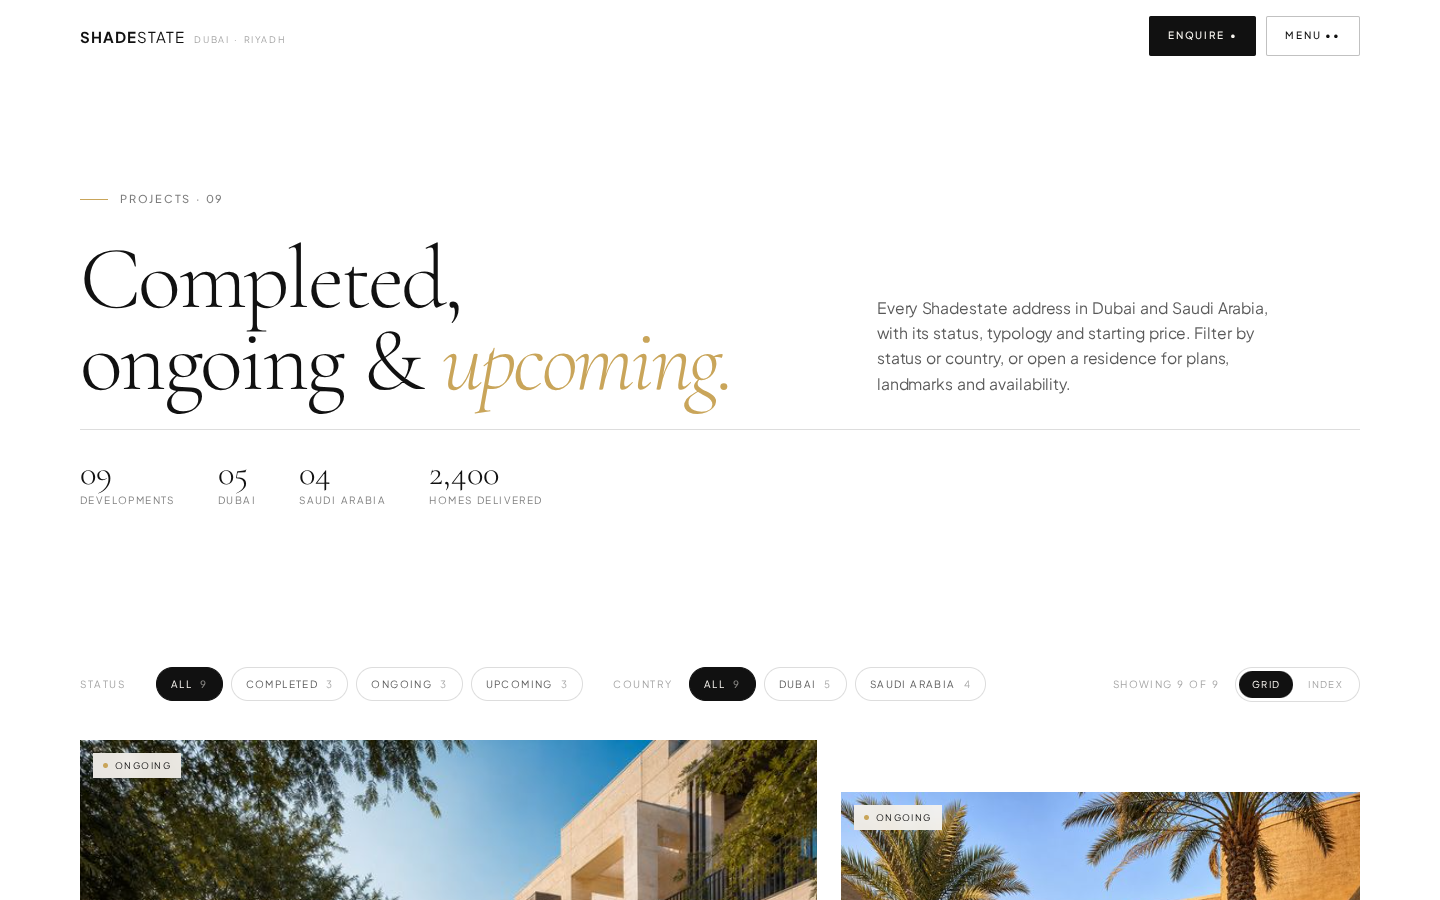 SHADESTATE DUBAI · RIYADH
ENQUIRE
MENU
PROJECTS · 09
Completed,
ongoing & upcoming.
Every Shadestate address in Dubai and Saudi Arabia,
with its status, typology and starting price. Filter by
status or country, or open a residence for plans,
landmarks and availability.
09
DEVELOPMENTS
05
DUBAI
04
SAUDI ARABIA
2,400
HOMES DELIVERED
STATUS
ALL 9
COMPLETED 3
ONGOING 3
UPCOMING 3
COUNTRY
ALL 9
DUBAI 5
SAUDI ARABIA 4
SHOWING 9 OF 9
GRID
INDEX
ONGOING
ONGOING